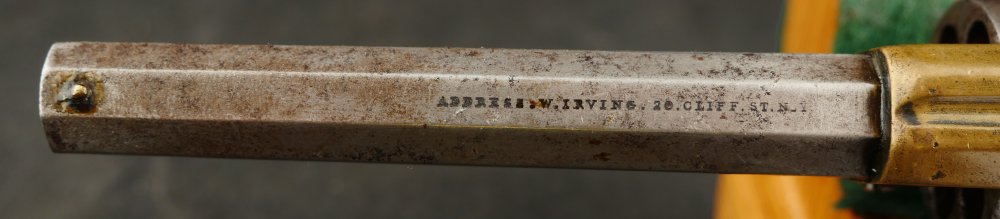 ADDRESS. W. IRVING. 20. CLIFF. ST. N.Y